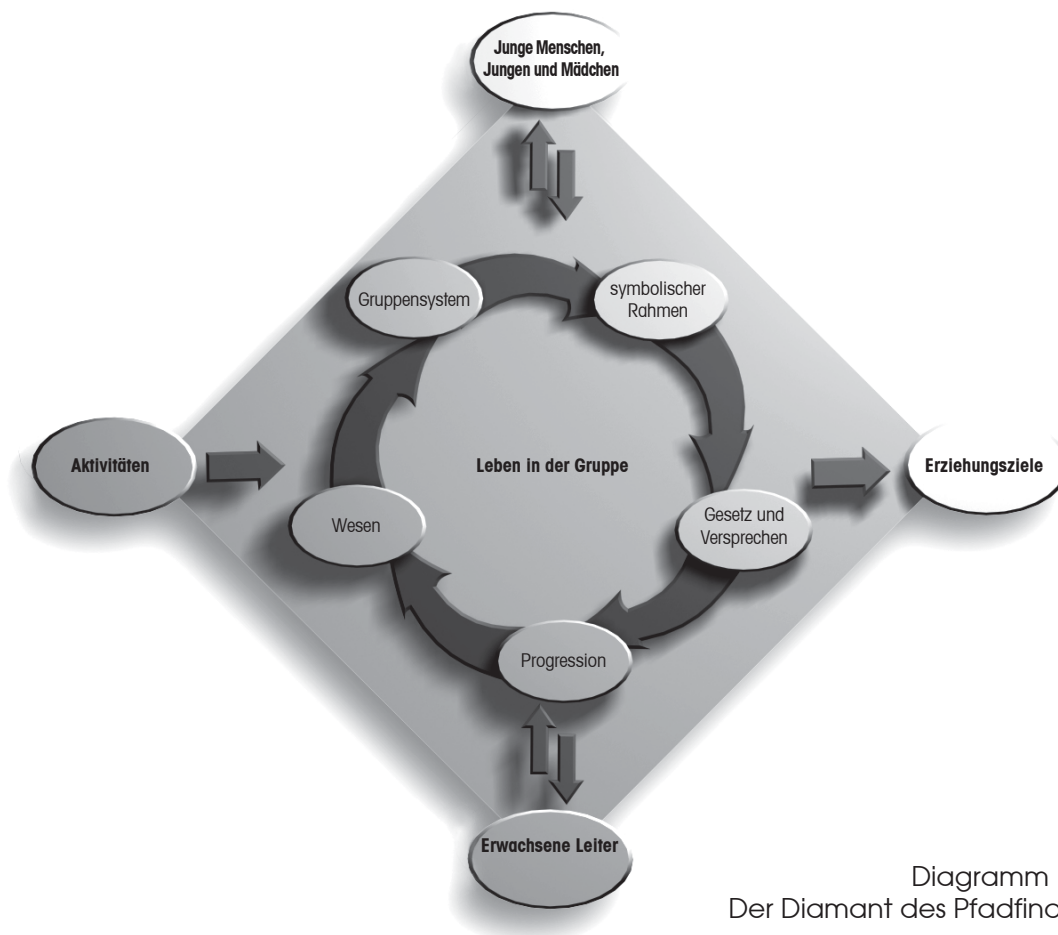 Junge Menschen,
Jungen und Mädchen
Gruppensystem
symbolischer
Rahmen
Aktivitäten
Leben in der Gruppe
Erziehungsziele
Wesen
Gesetz und
Versprechen
Progression
Erwachsene Leiter
Diagramm
Der Diamant des